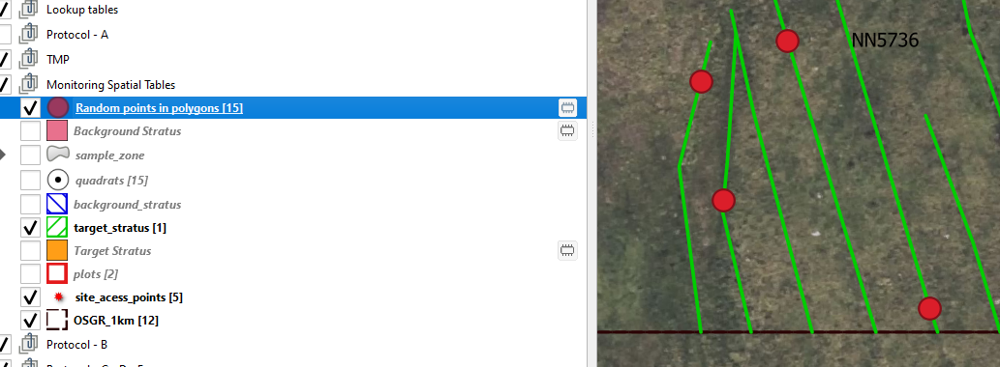 Lookup tables
Protocol - A
TMP
Monitoring Spatial Tables
Random points in polygons [15]
Background Stratus
sample_zone
quadrats [15]
background_stratus
target_stratus [1]
Target Stratus
plots [2]
site_acess_points [5]
OSGR_1km [12]
Protocol - B
NN5736